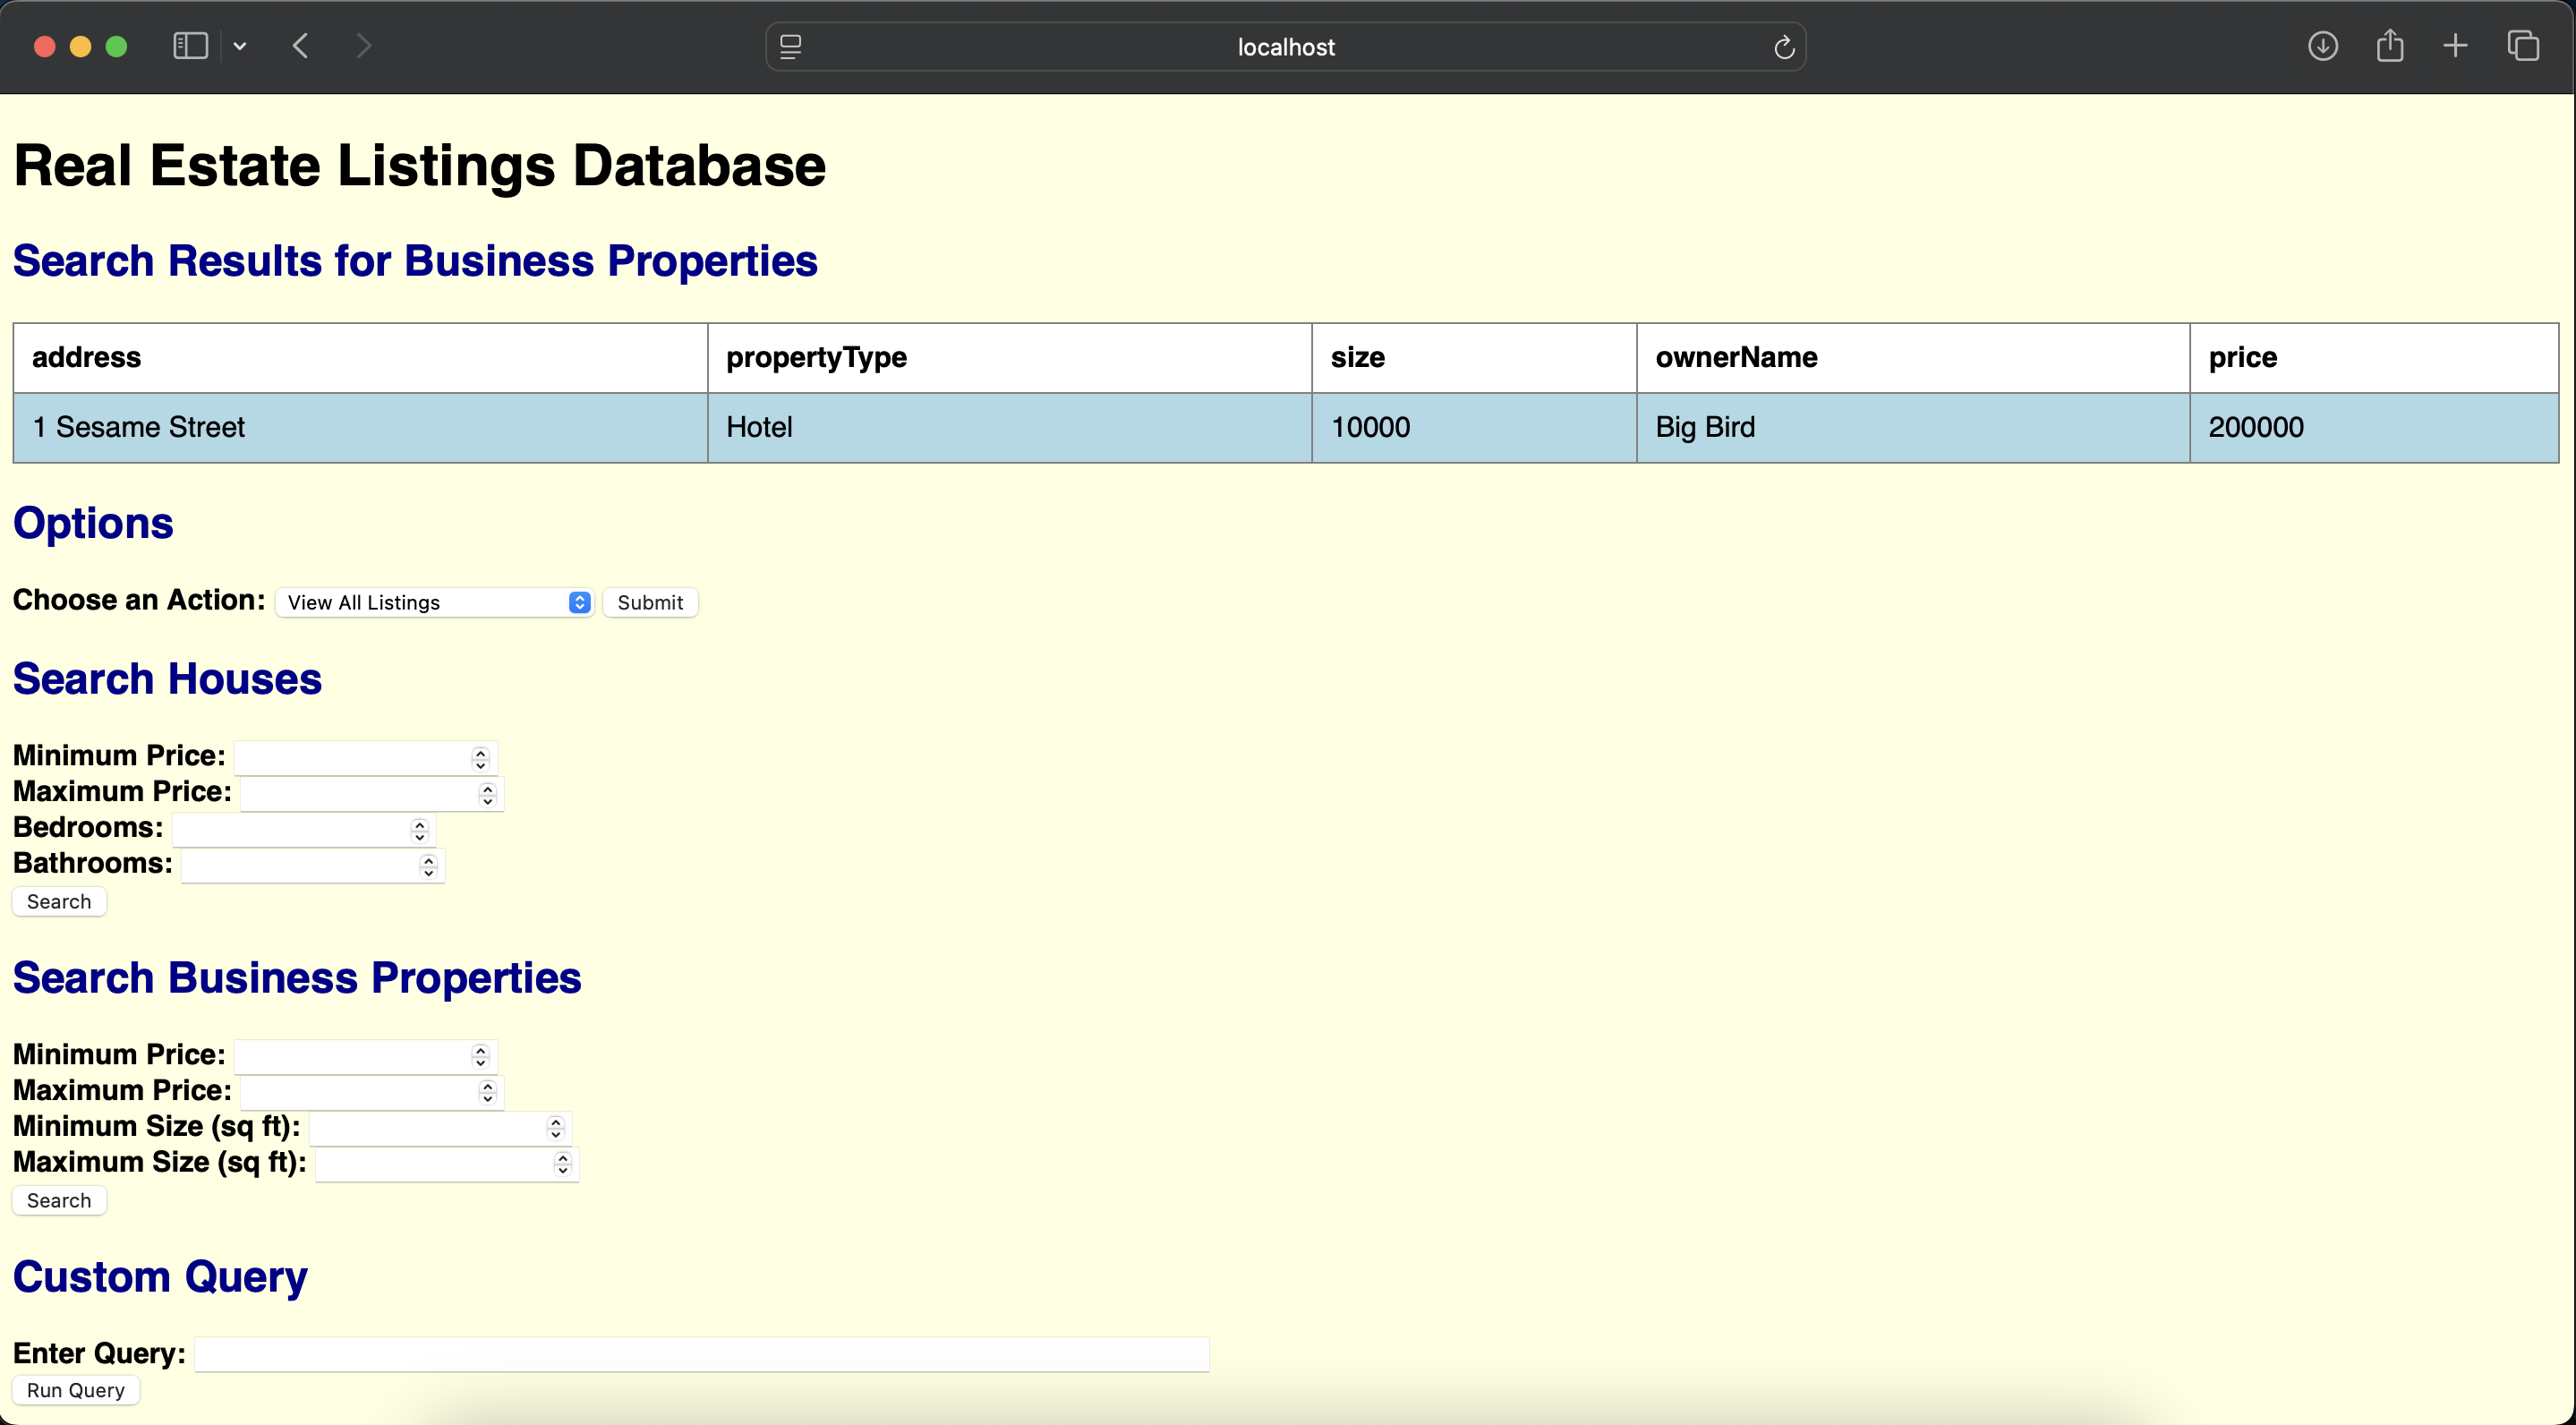 localhost
Real Estate Listings Database
Search Results for Business Properties
address propertyType size ownerName price
1 Sesame Street Hotel 10000 Big Bird 200000
Options
Choose an Action: View All Listings Submit
Search Houses
Minimum Price:
Maximum Price:
Bedrooms:
Bathrooms:
Search
Search Business Properties
Minimum Price:
Maximum Price:
Minimum Size (sq ft):
Maximum Size (sq ft):
Search
Custom Query
Enter Query:
Run Query